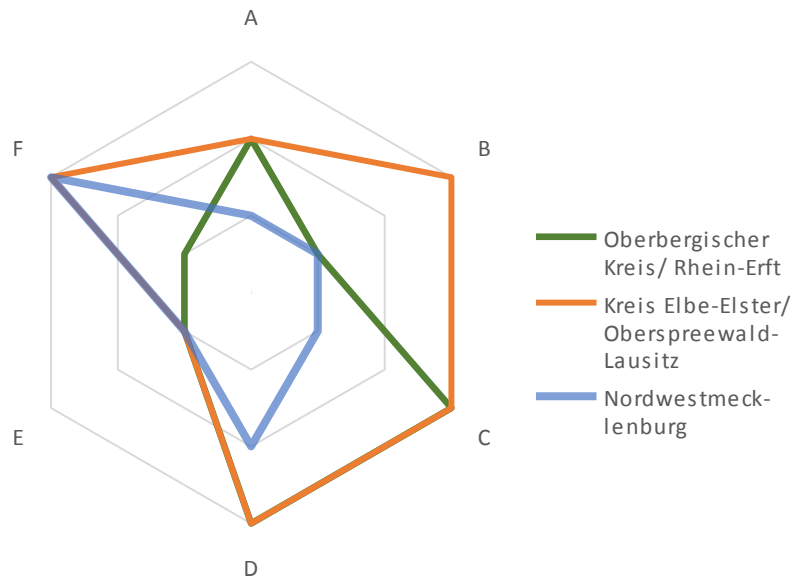 A
F
B
Oberbergischer
Kreis/ Rhein-Erft
Kreis Elbe-Elster/
Oberspreewald-
Lausitz
Nordwestmeck-
lenburg
E
C
D